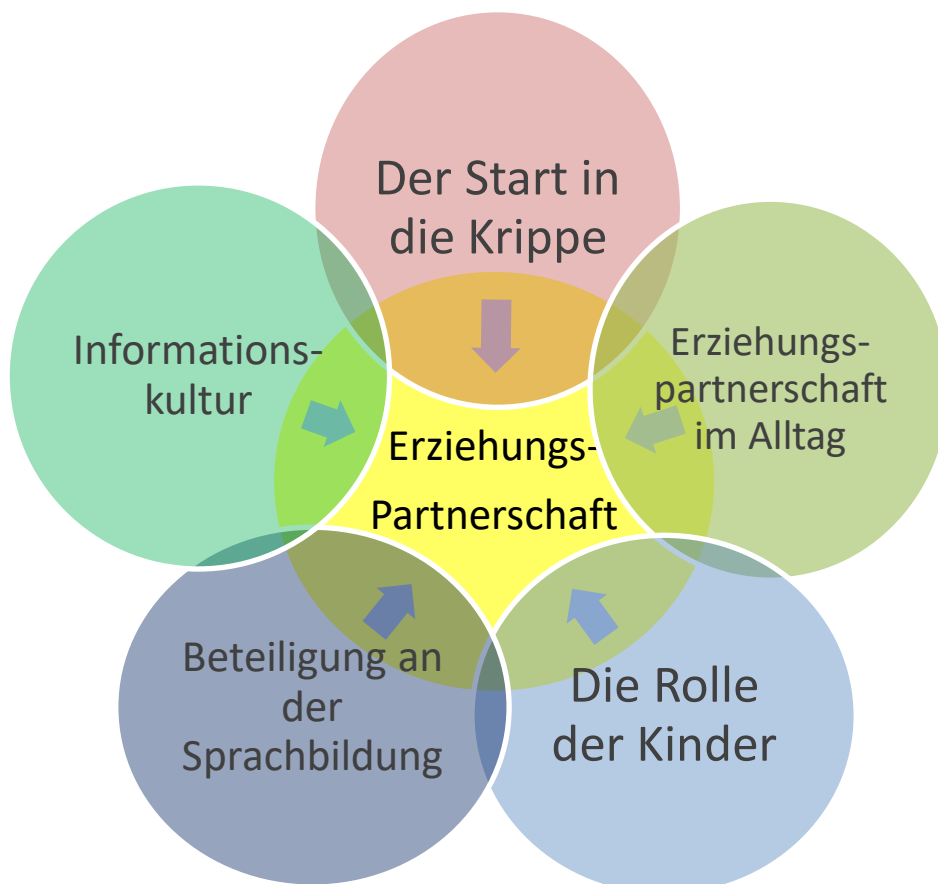 Der Start in
die Krippe
Informations-
kultur
Erziehungs-
partnerschaft
im Alltag
Erziehungs-
Partnerschaft
Beteiligung an
der
Sprachbildung
Die Rolle
der Kinder